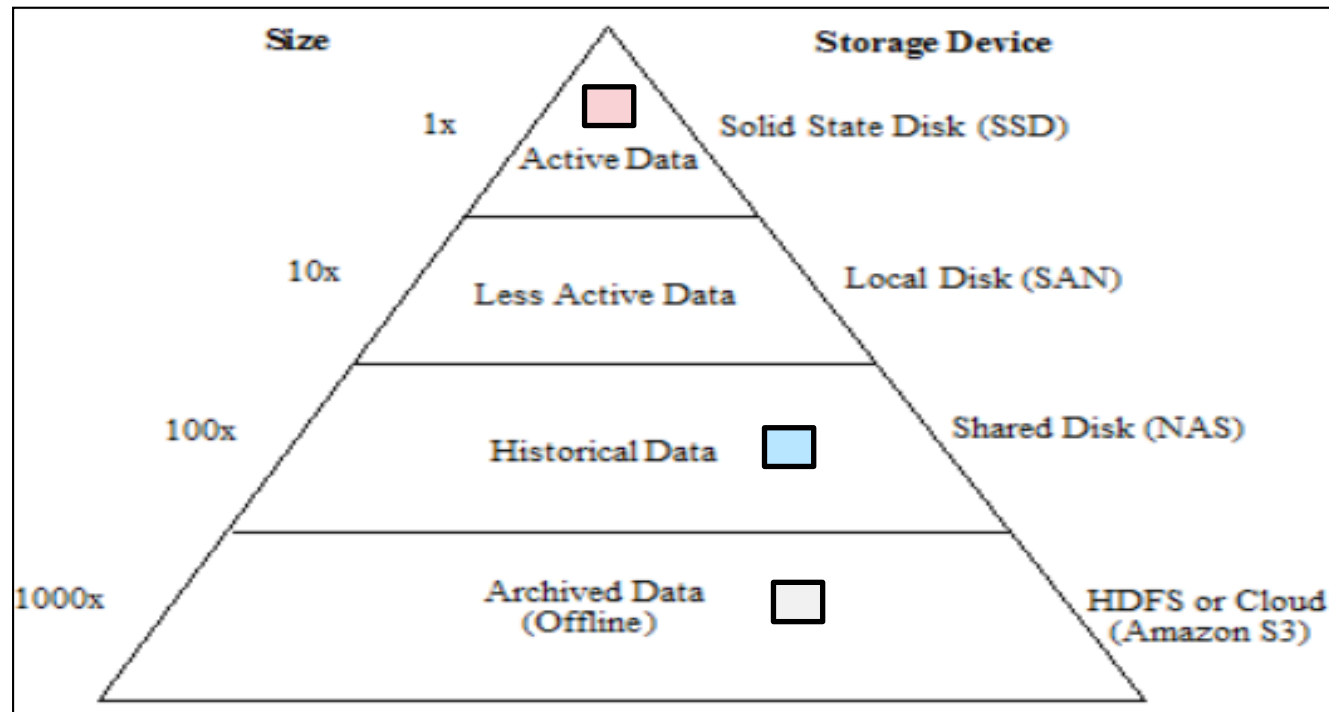 Size
Storage Device
1x
Solid State Disk (SSD)
Active Data
10x
Local Disk (SAN)
Less Active Data
100x
Shared Disk (NAS)
Historical Data
1000x
Archived Data
(Offline)
HDFS or Cloud
(Amazon S3)